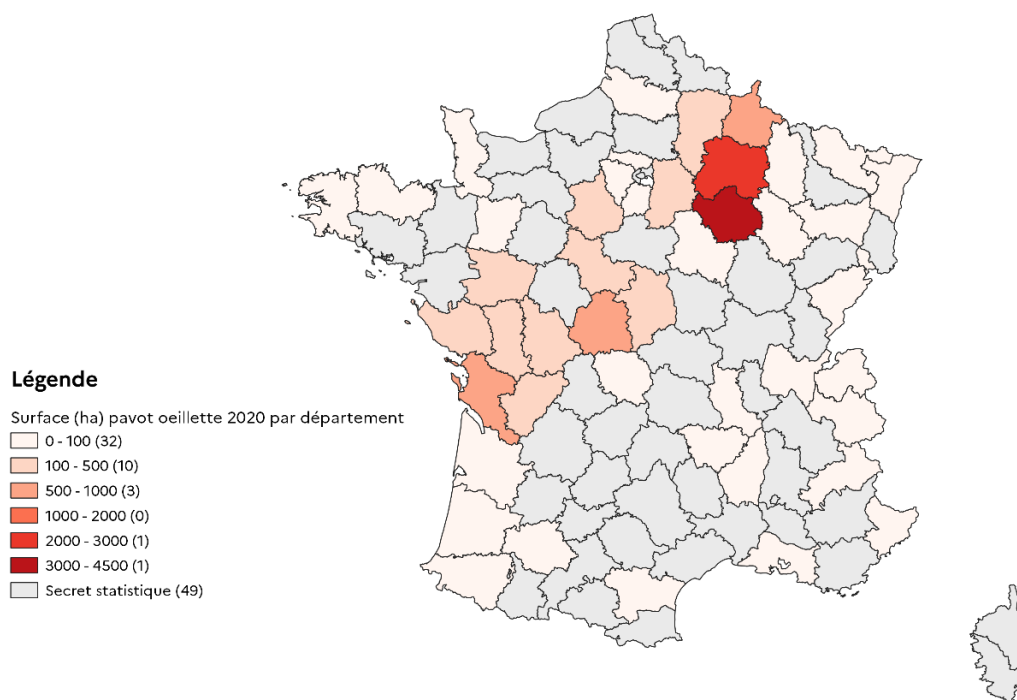 Légende
Surface (ha) pavot oeillette 2020 par département
0 - 100 (32)
100 - 500 (10)
500 - 1000 (3)
1000 - 2000 (0)
2000 - 3000 (1)
3000 - 4500 (1)
Secret statistique (49)